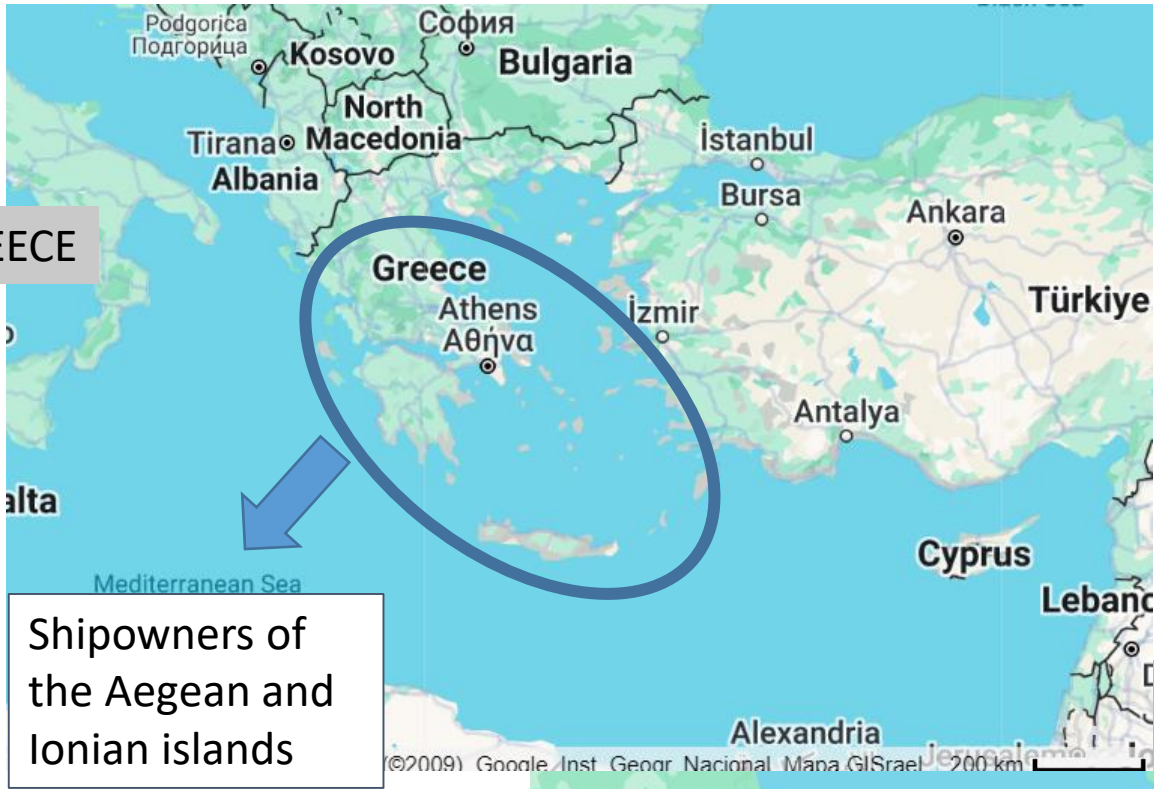 Podgorica
Подгорица
Kosovo
София
Bulgaria
North
Macedonia
Tirana
Albania
İstanbul
Bursa
Ankara
EECE
Greece
Athens
Αθήνα
İzmir
Türkiye
Antalya
alta
Cyprus
Mediterranean Sea
Lebano
Shipowners of
the Aegean and
Ionian islands
Alexandria
(©2009) Google, Inst. Geogr. Nacional, Mapa GISrael
Jerusalem
200 km